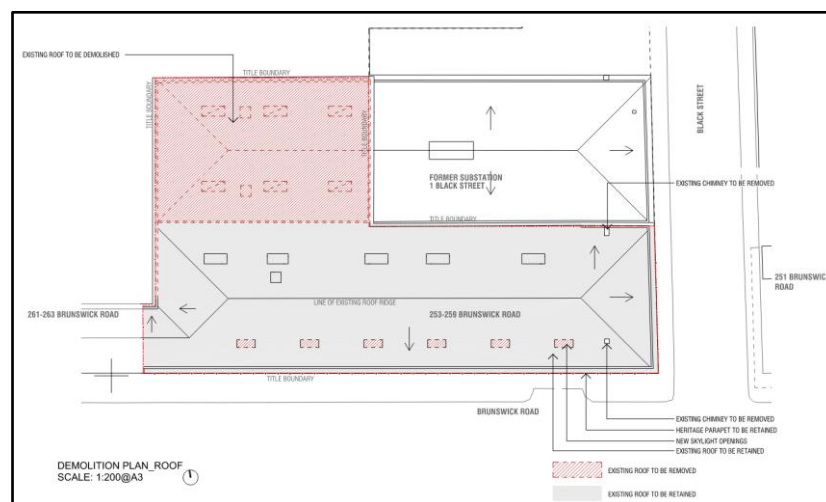 EXISTING ROOF TO BE DEMOLISHED
TITLE BOUNDARY
TITLE BOUNDARY
TITLE BOUNDARY
BLACK STREET
FORMER SUBSTATION
1 BLACK STREET
EXISTING CHIMNEY TO BE REMOVED
TITLE BOUNDARY
251 BRUNSWICK
ROAD
LINE OF EXISTING ROOF RIDGE
261-263 BRUNSWICK ROAD
253-259 BRUNSWICK ROAD
TITLE BOUNDARY
BRUNSWICK ROAD
EXISTING CHIMNEY TO BE REMOVED
HERITAGE PARAPET TO BE RETAINED
NEW SKYLIGHT OPENINGS
EXISTING ROOF TO BE RETAINED
DEMOLITION PLAN_ROOF
SCALE: 1:200@A3
EXISTING ROOF TO BE REMOVED
EXISTING ROOF TO BE RETAINED